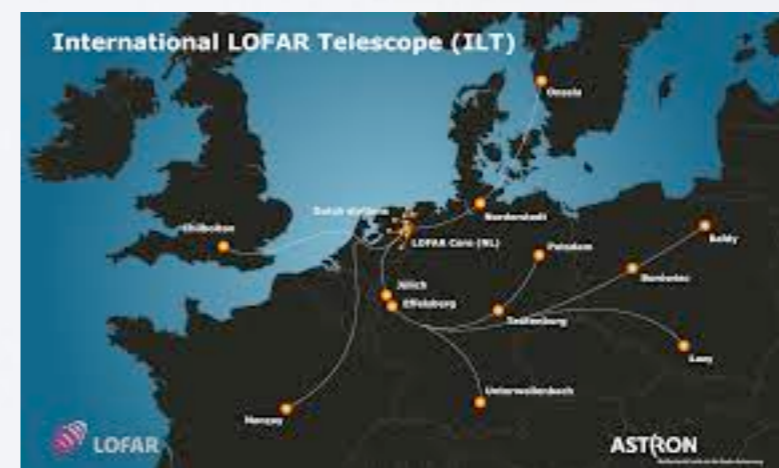 International LOFAR Telescope (ILT)
Onsala
Dutch stations
Norderstedt
Chilbolton
LOFAR Core (NL)
Potsdam
Baldy
Borowiec
Jülich
Effelsberg
Tautenburg
Lazy
Unterweilenbach
Nancay
LOFAR
ASTRON